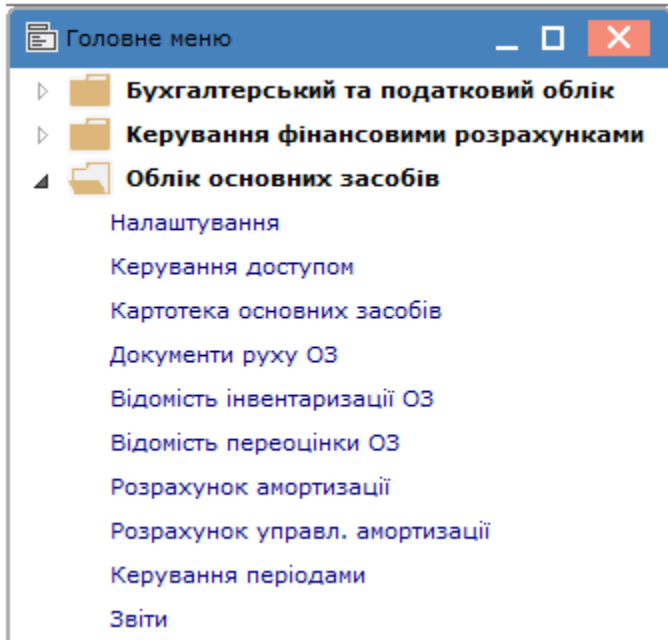 Головне меню
Бухгалтерський та податковий облік
Керування фінансовими розрахунками
Облік основних засобів
Налаштування
Керування доступом
Картотека основних засобів
Документи руху ОЗ
Відомість інвентаризації ОЗ
Відомість переоцінки ОЗ
Розрахунок амортизації
Розрахунок управл. амортизації
Керування періодами
Звіти